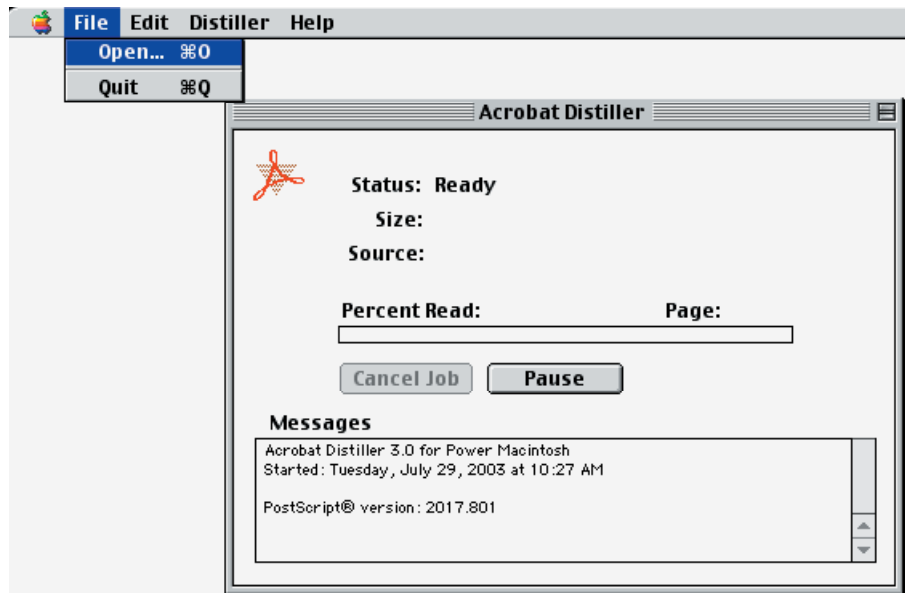 File Edit Distiller Help
Open... ⌘O
Quit ⌘Q
Acrobat Distiller
Status: Ready
Size:
Source:
Percent Read: Page:
Cancel Job Pause
Messages
Acrobat Distiller 3.0 for Power Macintosh
Started: Tuesday, July 29, 2003 at 10:27 AM
PostScript® version: 2017.801